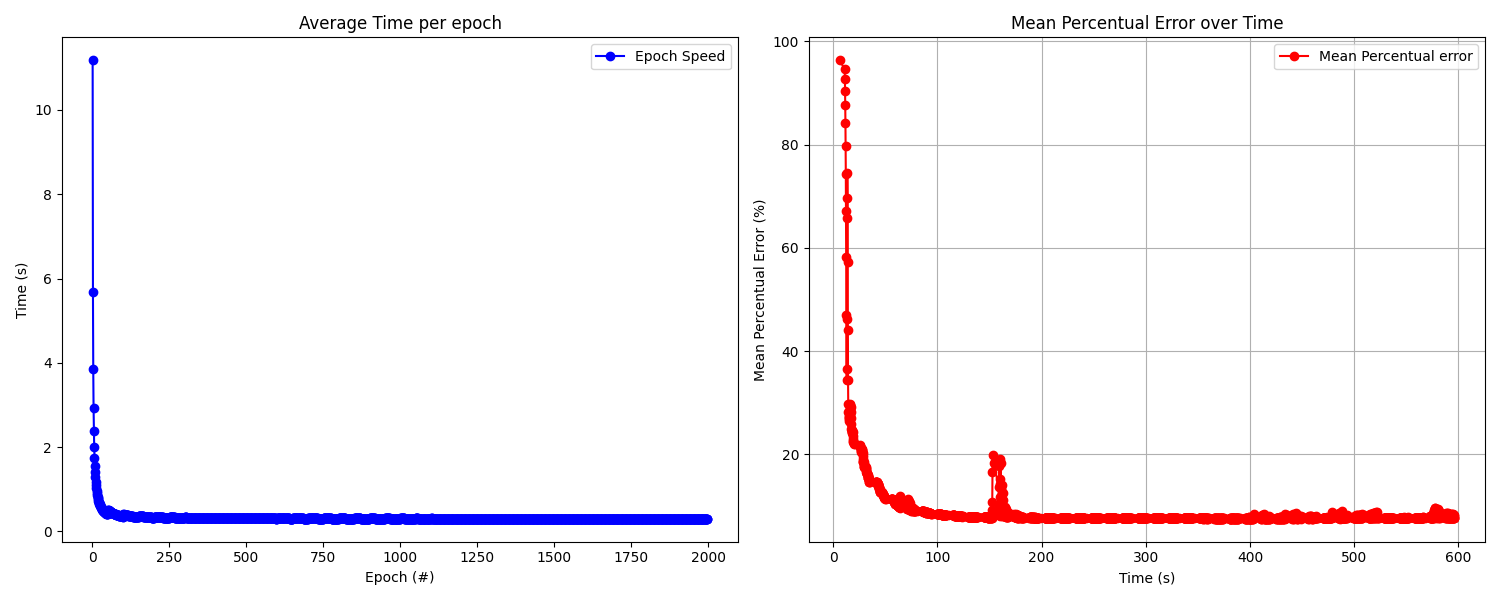 Average Time per epoch
Epoch Speed
10
8
6
4
2
0
Time (s)
0 250 500 750 1000 1250 1500 1750 2000
Epoch (#)
Mean Percentual Error over Time
Mean Percentual error
100
80
60
40
20
Mean Percentual Error (%)
0 100 200 300 400 500 600
Time (s)